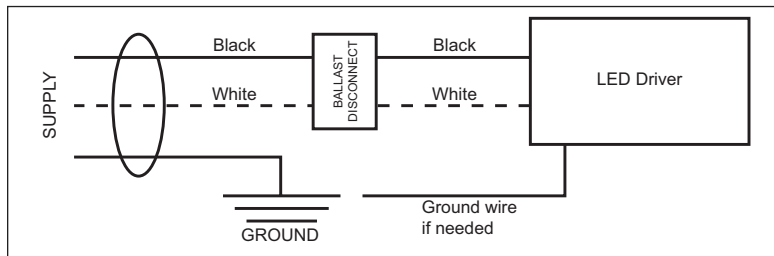 Black
Black
BALLAST
DISCONNECT
LED Driver
SUPPLY
White
White
Ground wire
if needed
GROUND